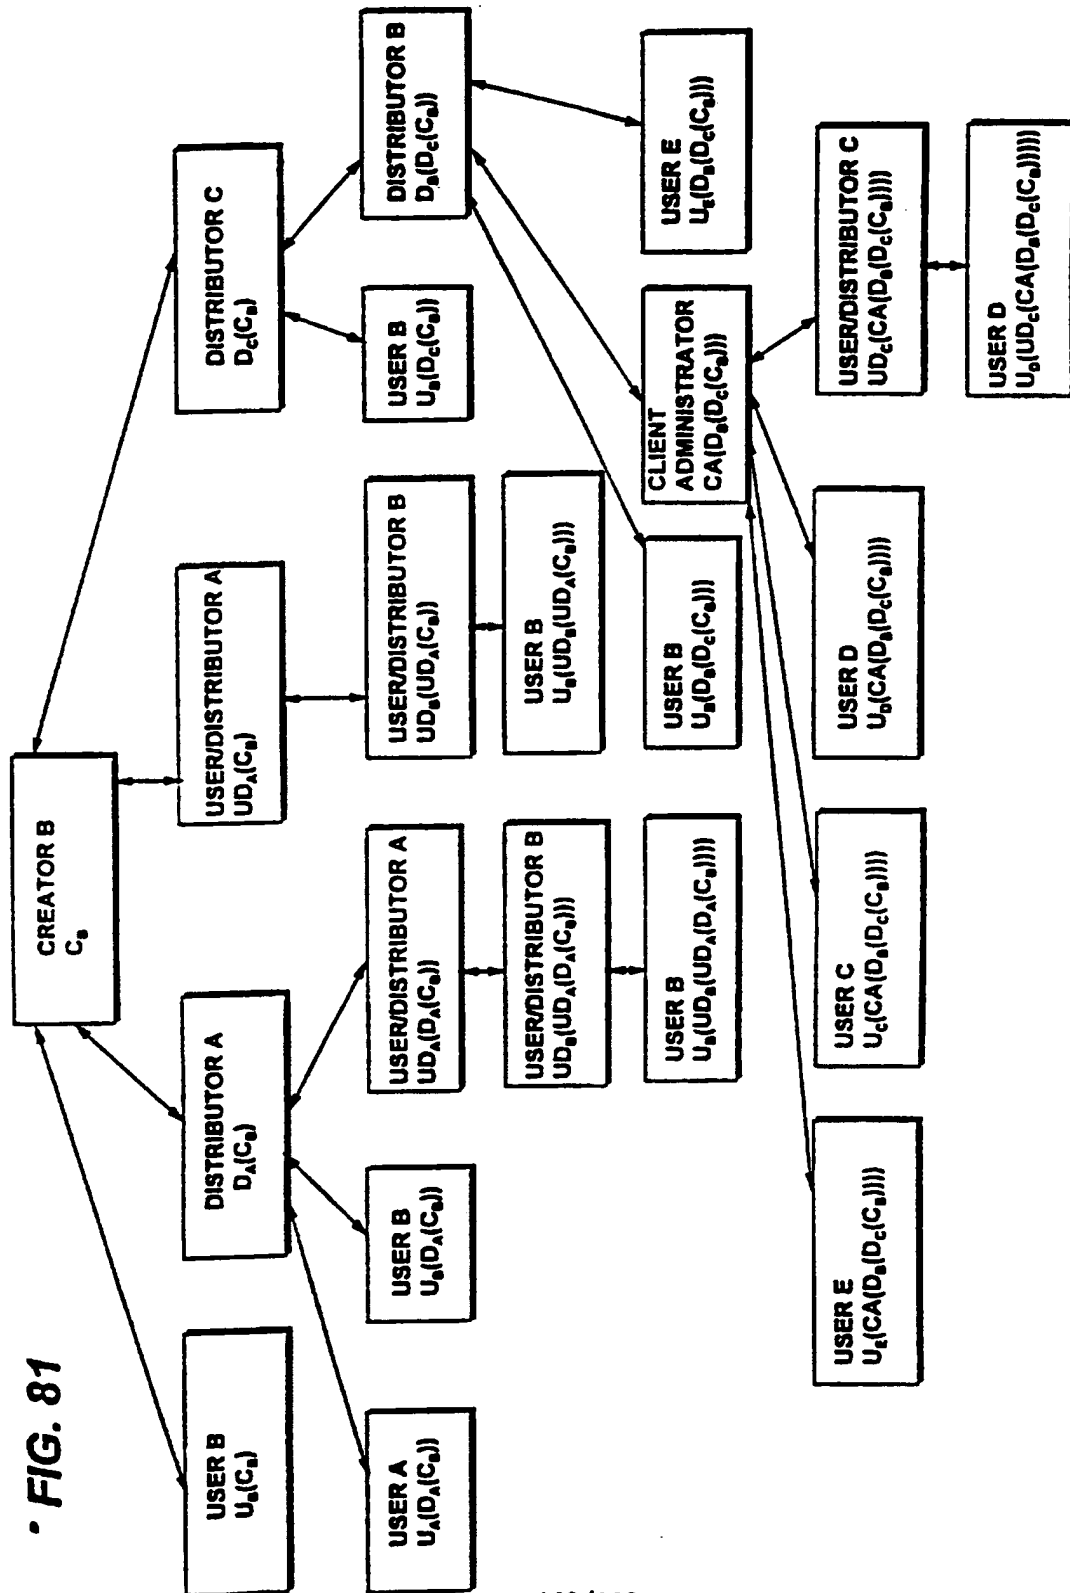 FIG. 81
CREATOR B
C_B
USER B
U_B(C_B)
DISTRIBUTOR A
D_A(C_B)
USER/DISTRIBUTOR A
UD_A(C_B)
DISTRIBUTOR C
D_C(C_B)
USER A
U_A(D_A(C_B))
USER B
U_B(D_A(C_B))
USER/DISTRIBUTOR A
UD_A(D_A(C_B))
USER/DISTRIBUTOR B
UD_B(UD_A(C_B))
USER B
U_B(D_C(C_B))
DISTRIBUTOR B
D_B(D_C(C_B))
USER/DISTRIBUTOR B
UD_B(UD_A(D_A(C_B)))
USER B
U_B(UD_B(UD_A(C_B)))
USER B
U_B(UD_B(UD_A(D_A(C_B))))
USER B
U_B(D_B(D_C(C_B)))
CLIENT
ADMINISTRATOR
CA(D_B(D_C(C_B)))
USER E
U_E(D_B(D_C(C_B)))
USER E
U_E(CA(D_B(D_C(C_B))))
USER C
U_C(CA(D_B(D_C(C_B))))
USER D
U_D(CA(D_B(D_C(C_B))))
USER/DISTRIBUTOR C
UD_C(CA(D_B(D_C(C_B))))
USER D
U_D(UD_C(CA(D_B(D_C(C_B)))))